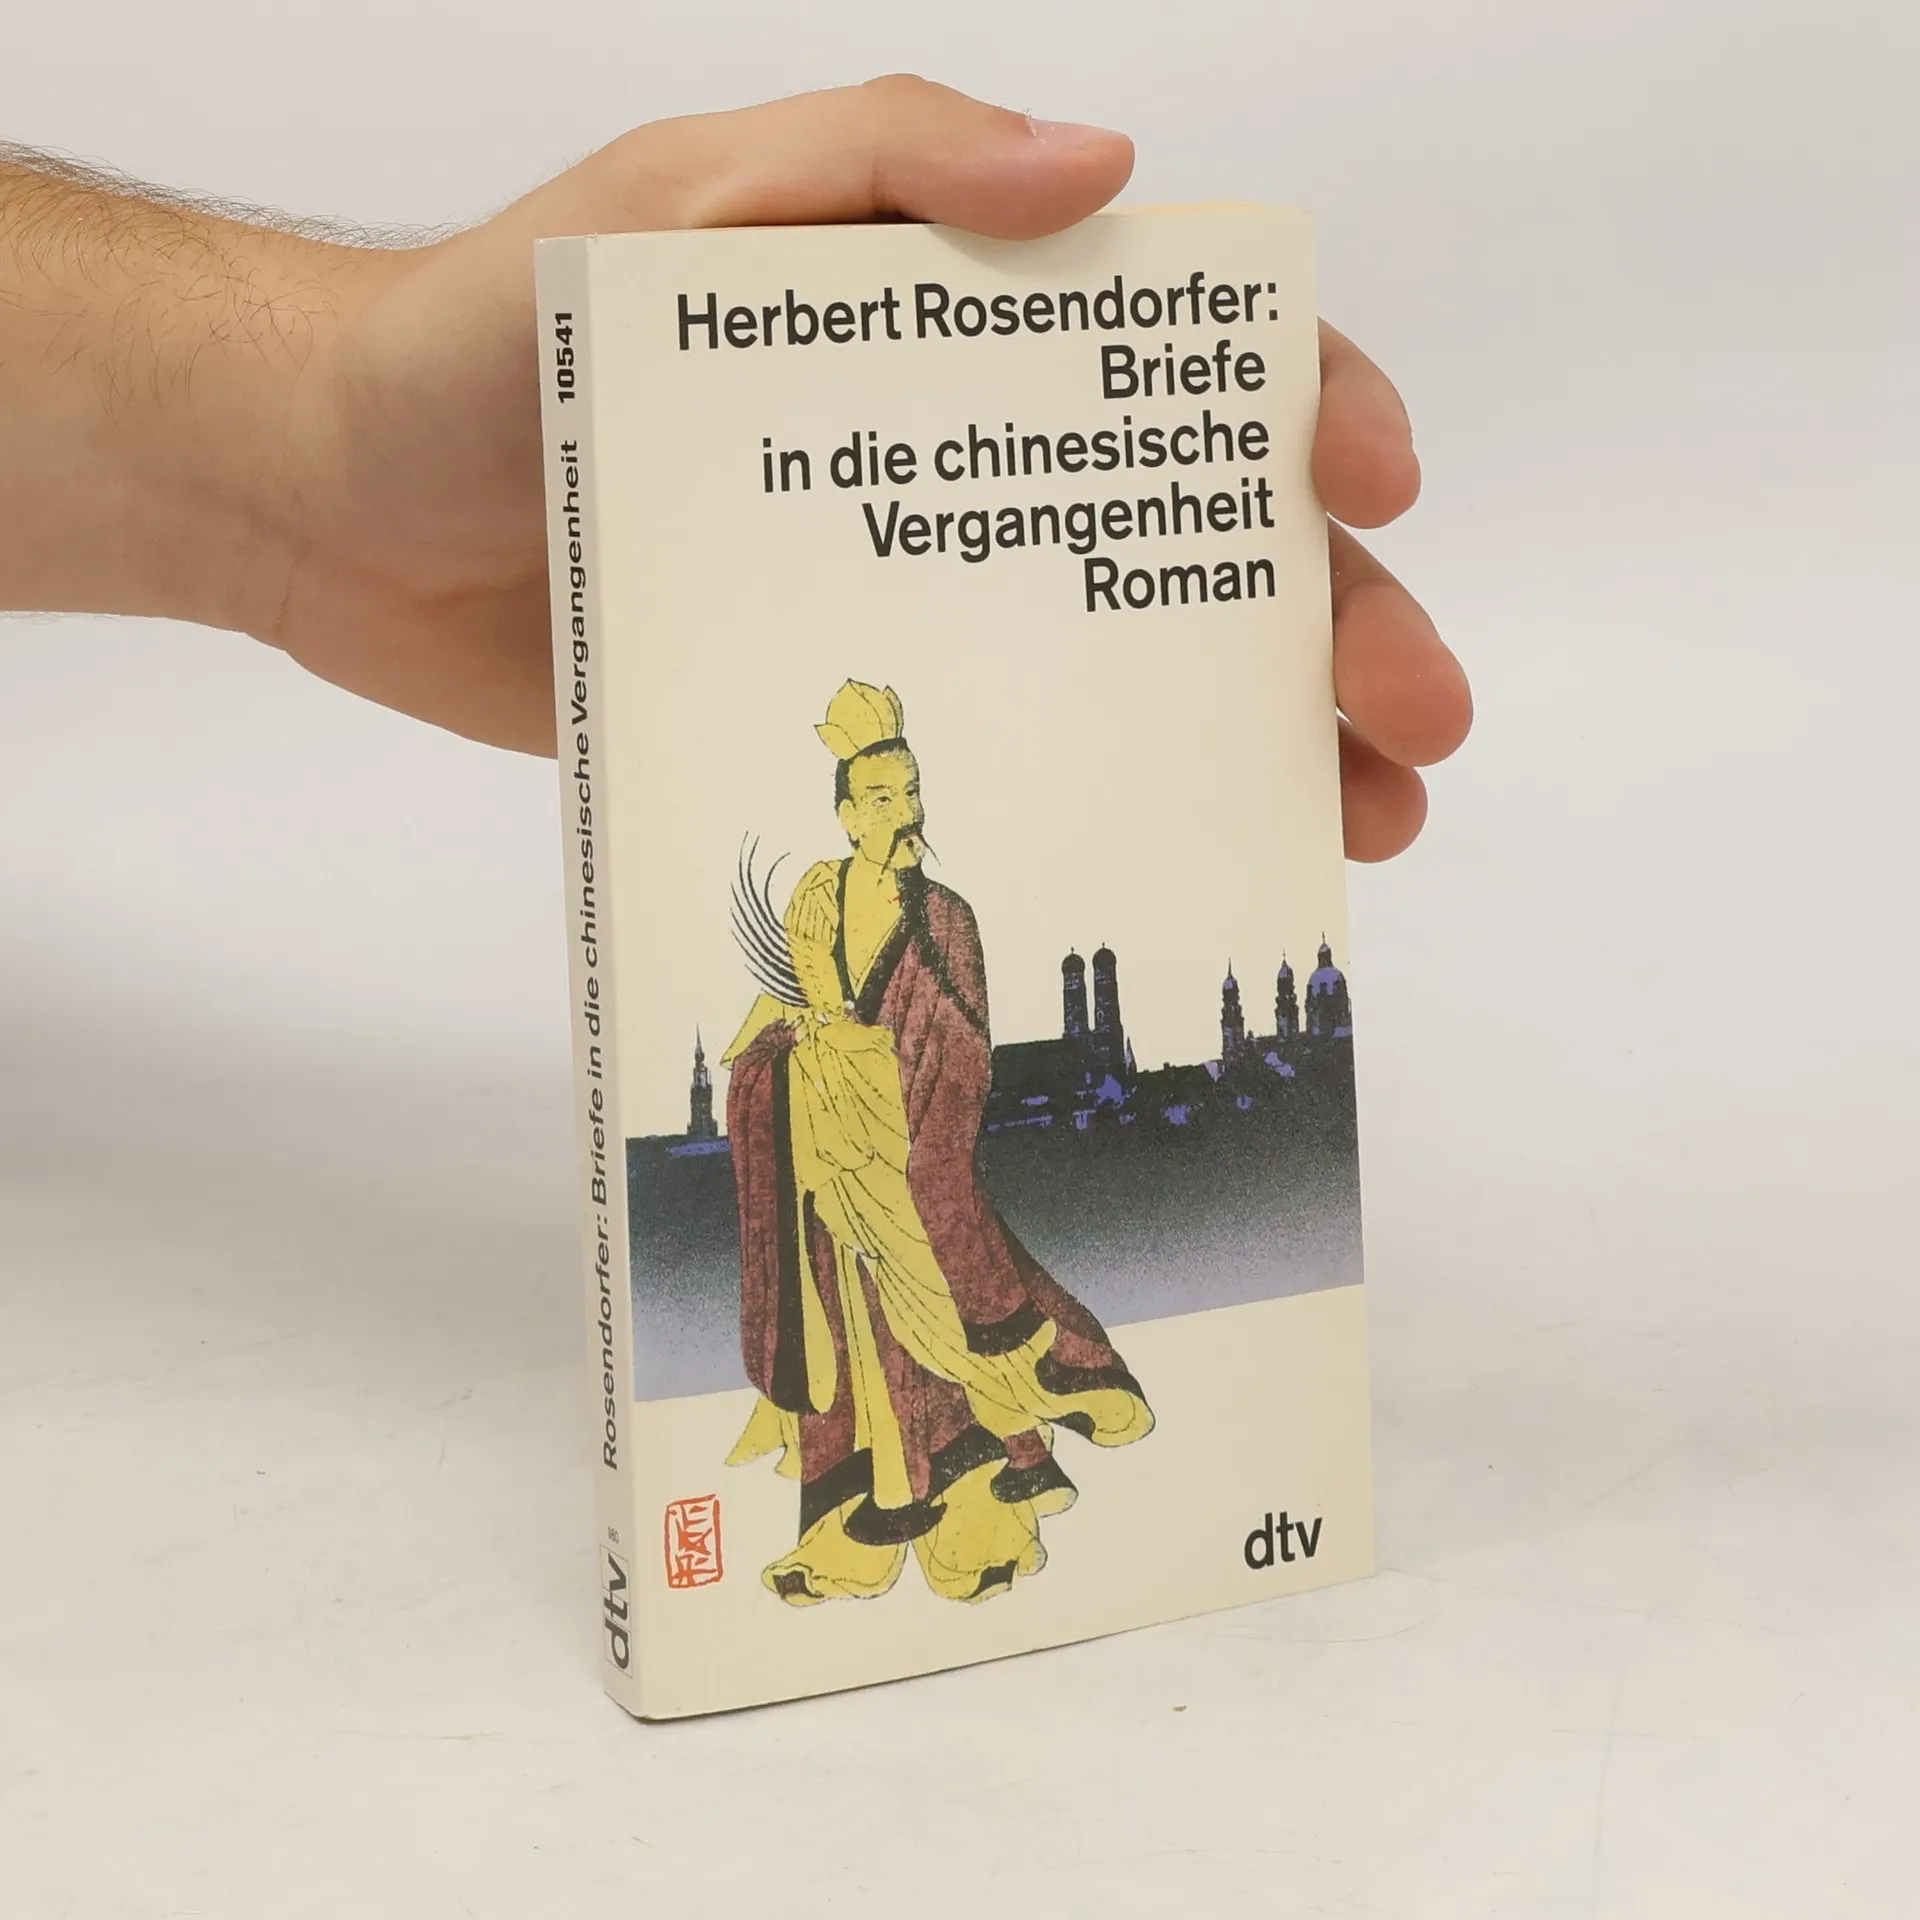 Herbert Rosendorfer:
Briefe
in die chinesische
Vergangenheit
Roman
dtv
Rosendorfer: Briefe in die chinesische Vergangenheit 10541
dtv